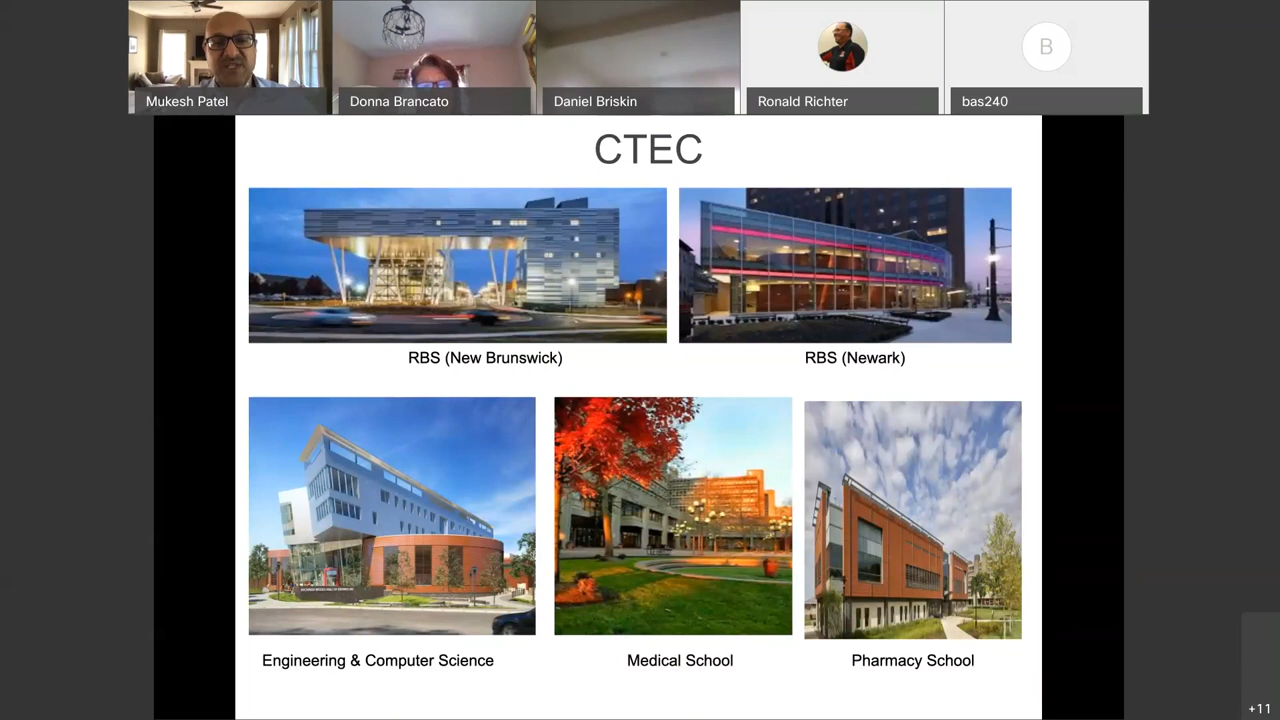 Mukesh Patel
Donna Brancato
Daniel Briskin
Ronald Richter
B
bas240
CTEC
RBS (New Brunswick)
RBS (Newark)
Engineering & Computer Science
Medical School
Pharmacy School
+11